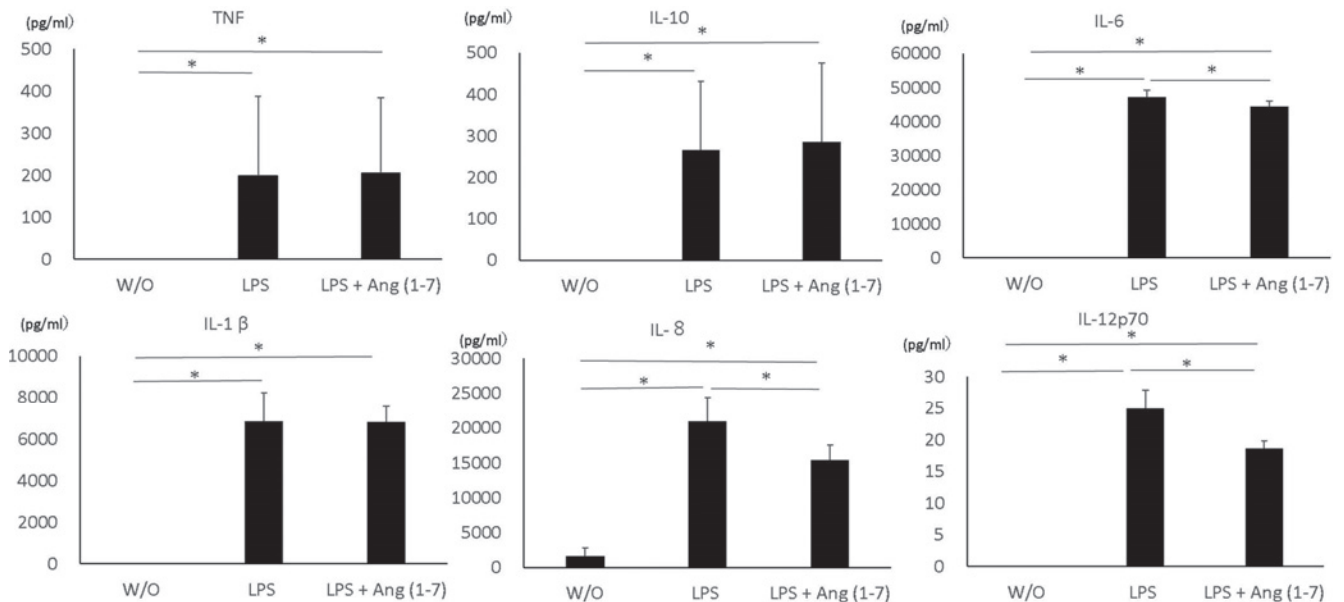 TNF
(pg/ml)
500
400
300
200
100
0
*
*
W/O LPS LPS + Ang (1-7)
IL-10
(pg/ml)
500
400
300
200
100
0
*
*
W/O LPS LPS + Ang (1-7)
IL-6
(pg/ml)
60000
50000
40000
30000
20000
10000
0
*
* *
W/O LPS LPS + Ang (1-7)
IL-1 β
(pg/ml)
10000
8000
6000
4000
2000
0
*
*
W/O LPS LPS + Ang (1-7)
IL- 8
(pg/ml)
30000
25000
20000
15000
10000
5000
0
*
* *
W/O LPS LPS + Ang (1-7)
IL-12p70
(pg/ml)
30
25
20
15
10
5
0
*
* *
W/O LPS LPS + Ang (1-7)